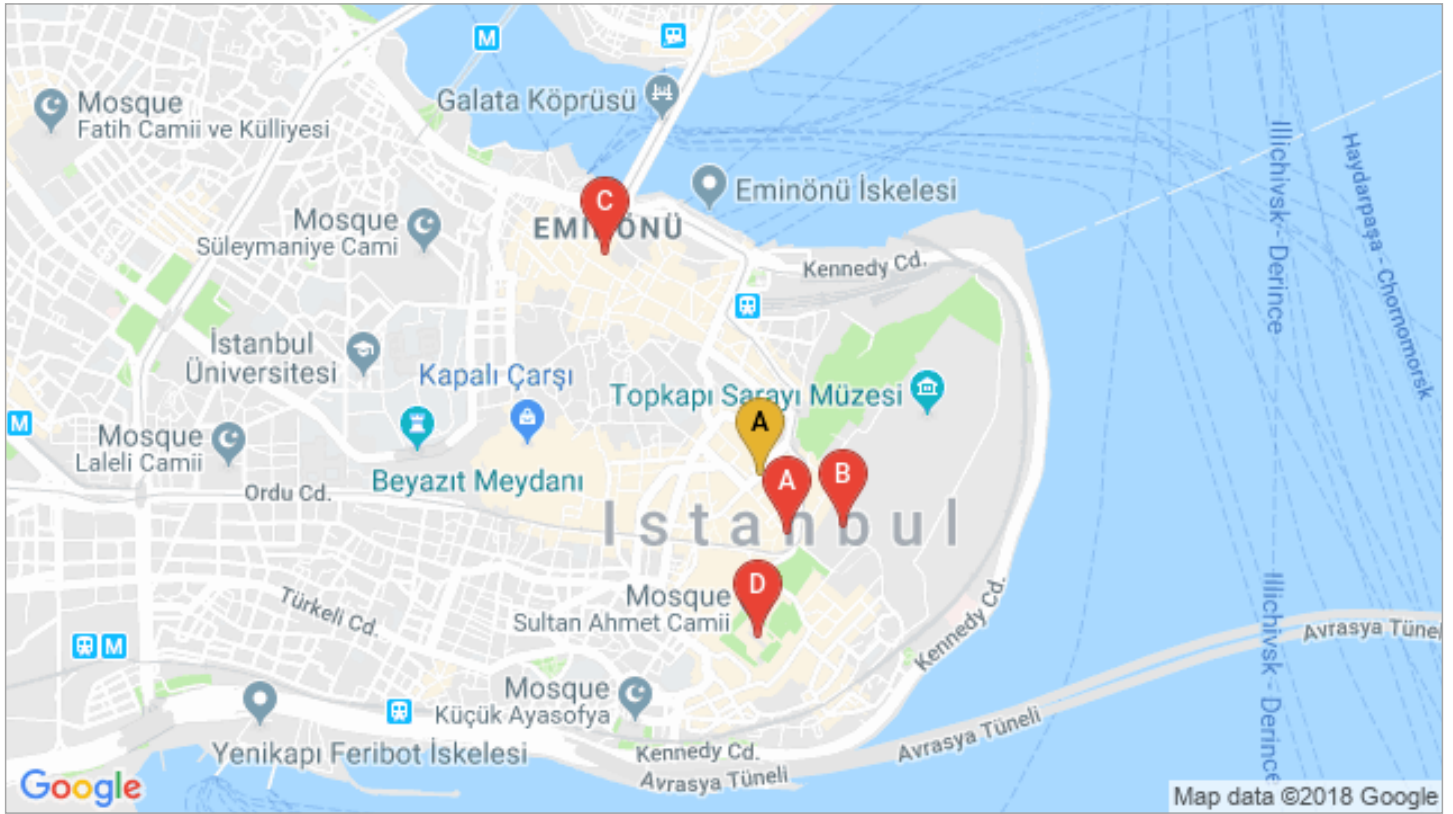 M
Galata Köprüsü
Mosque
Fatih Camii ve Külliyesi
C
Eminönü İskelesi
Mosque
Süleymaniye Cami
EMİNÖNÜ
Kennedy Cd.
Illichivsk - Derince
Haydarpaşa - Chornomorsk
İstanbul
Üniversitesi
Kapalı Çarşı
Topkapı Sarayı Müzesi
A
M
Mosque
Laleli Camii
Beyazıt Meydanı
Ordu Cd.
A
B
Istanbul
D
Mosque
Sultan Ahmet Camii
Türkeli Cd.
Kennedy Cd.
Illichivsk - Derince
Avrasya Tünel
M
Mosque
Küçük Ayasofya
Yenikapı Feribot İskelesi
Kennedy Cd.
Avrasya Tüneli
Avrasya Tüneli
Google
Map data ©2018 Google